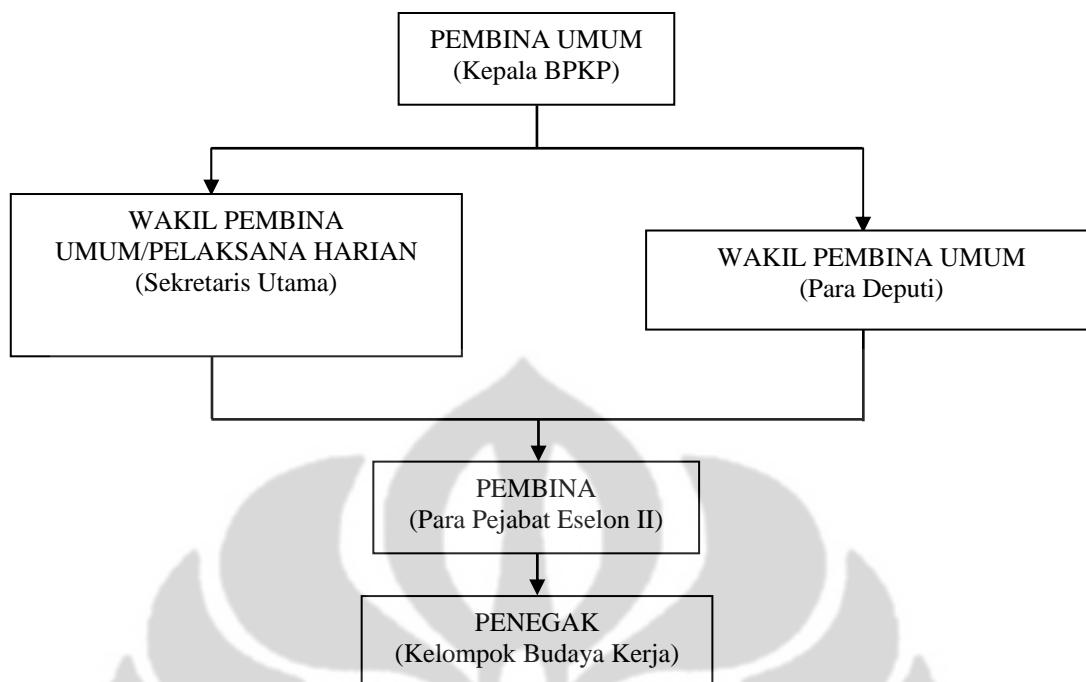 PEMBINA UMUM
(Kepala BPKP)
WAKIL PEMBINA
UMUM/PELAKSANA HARIAN
(Sekretaris Utama)
WAKIL PEMBINA UMUM
(Para Deputi)
PEMBINA
(Para Pejabat Eselon II)
PENEGAK
(Kelompok Budaya Kerja)